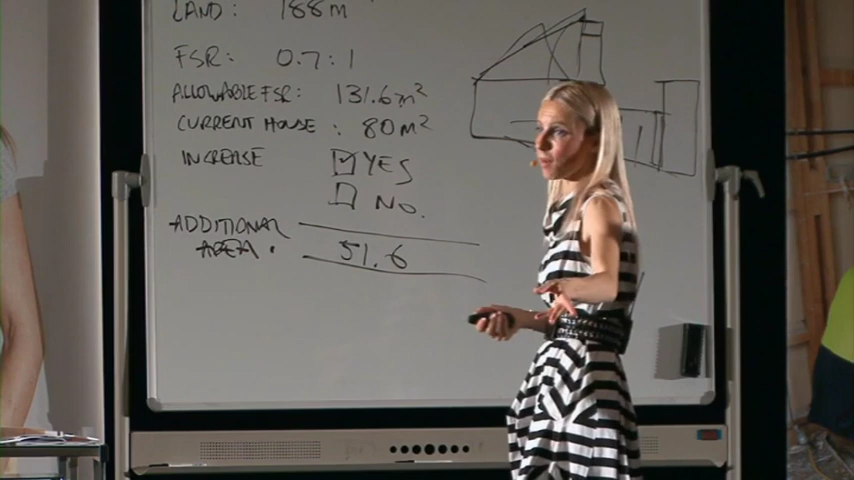 LAND: 188m
FSR: 0.7:1
ALLOWABLE FSR: 131.6m²
CURRENT HOUSE: 80m²
INCREASE ☑ YES
☐ NO.
ADDITIONAL
AREA. 51.6